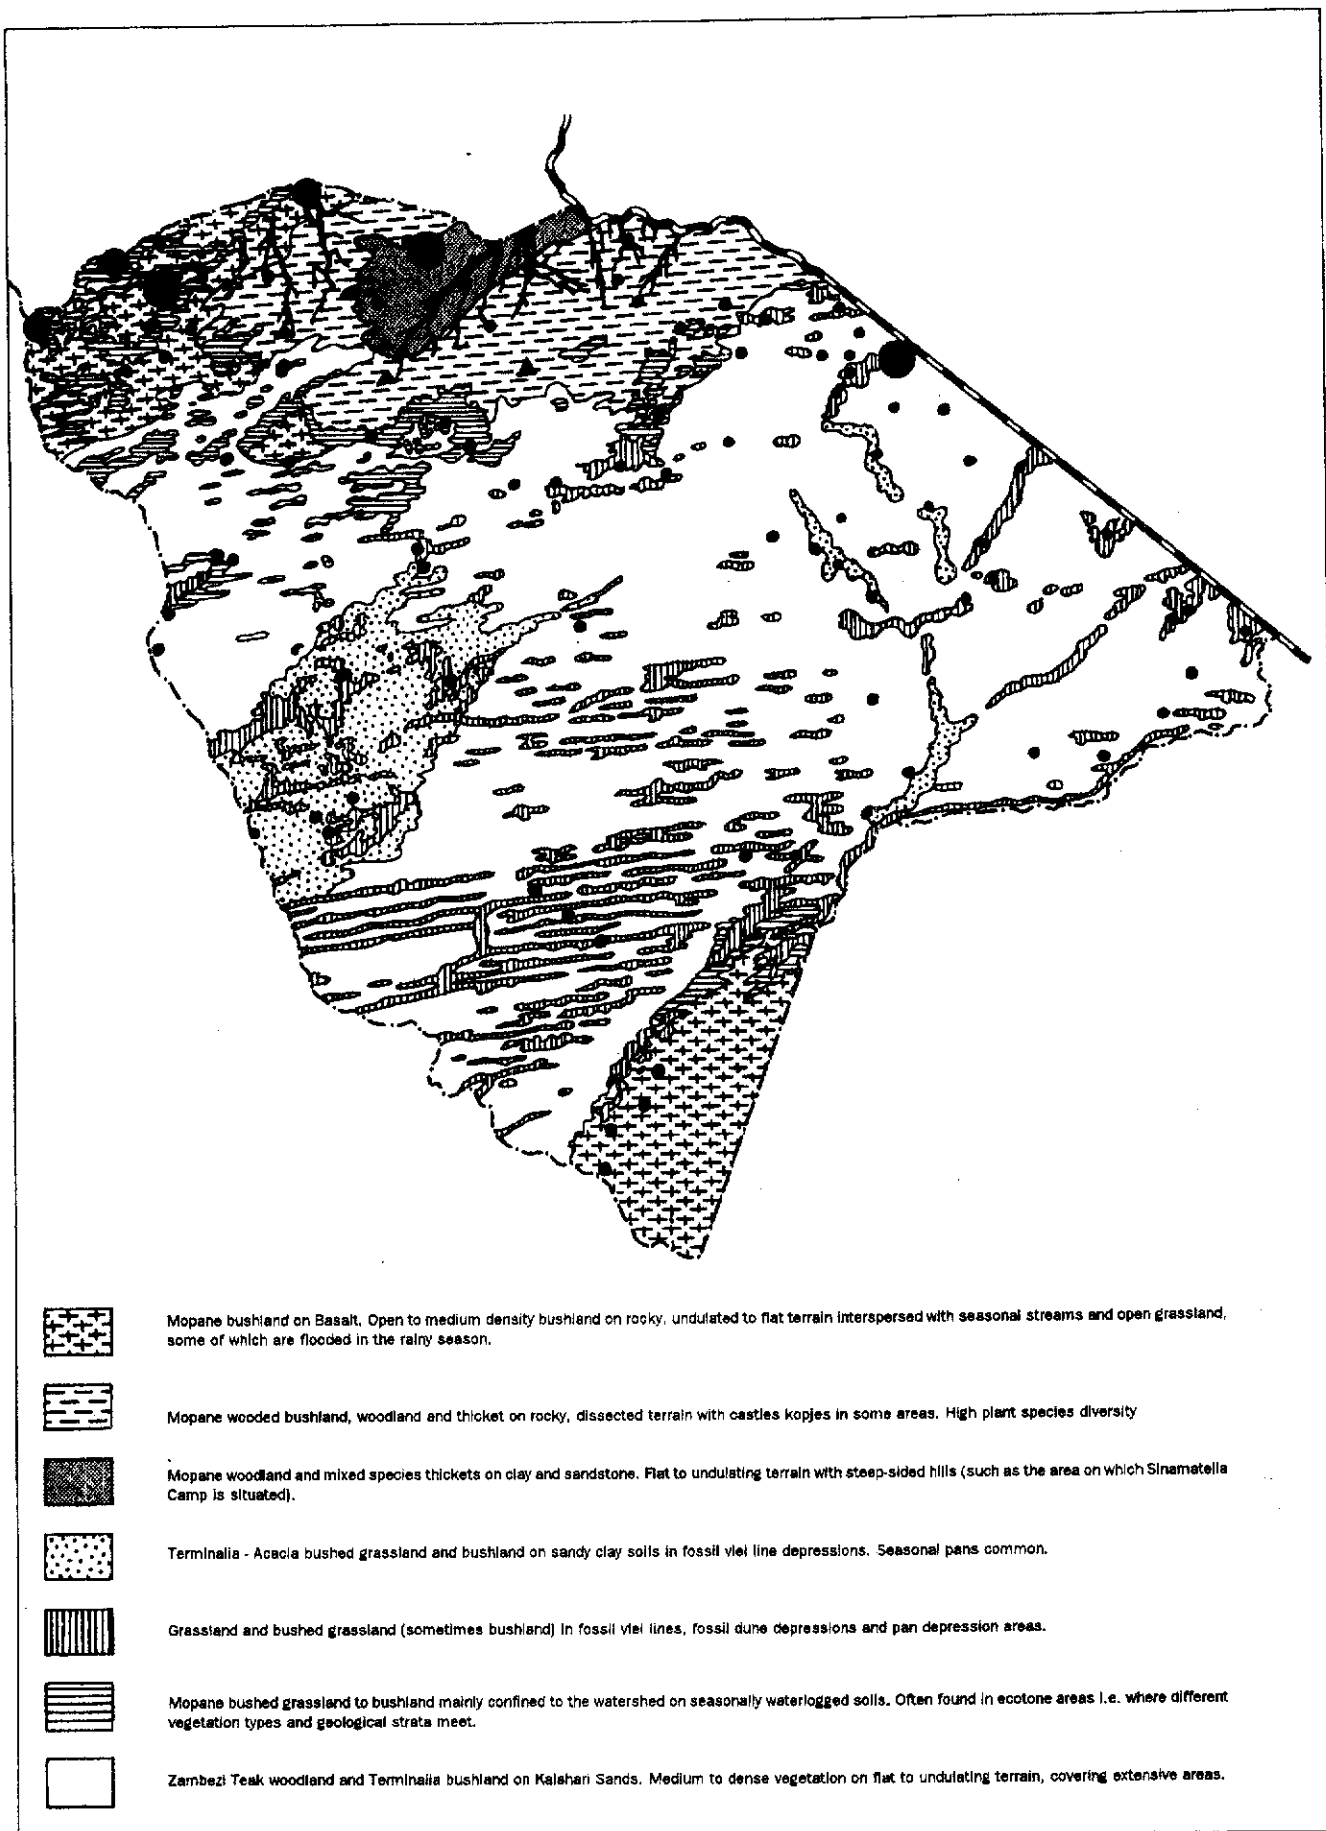 Mopane bushland on Basalt. Open to medium density bushland on rocky, undulated to flat terrain interspersed with seasonal streams and open grassland,
some of which are flooded in the rainy season.
Mopane wooded bushland, woodland and thicket on rocky, dissected terrain with castles kopjes in some areas. High plant species diversity
Mopane woodland and mixed species thickets on clay and sandstone. Flat to undulating terrain with steep-sided hills (such as the area on which Sinamatella
Camp is situated).
Terminalia - Acacia bushed grassland and bushland on sandy clay soils in fossil vlei line depressions. Seasonal pans common.
Grassland and bushed grassland (sometimes bushland) in fossil vlei lines, fossil dune depressions and pan depression areas.
Mopane bushed grassland to bushland mainly confined to the watershed on seasonally waterlogged soils. Often found in ecotone areas i.e. where different
vegetation types and geological strata meet.
Zambezi Teak woodland and Terminalia bushland on Kalahari Sands. Medium to dense vegetation on flat to undulating terrain, covering extensive areas.